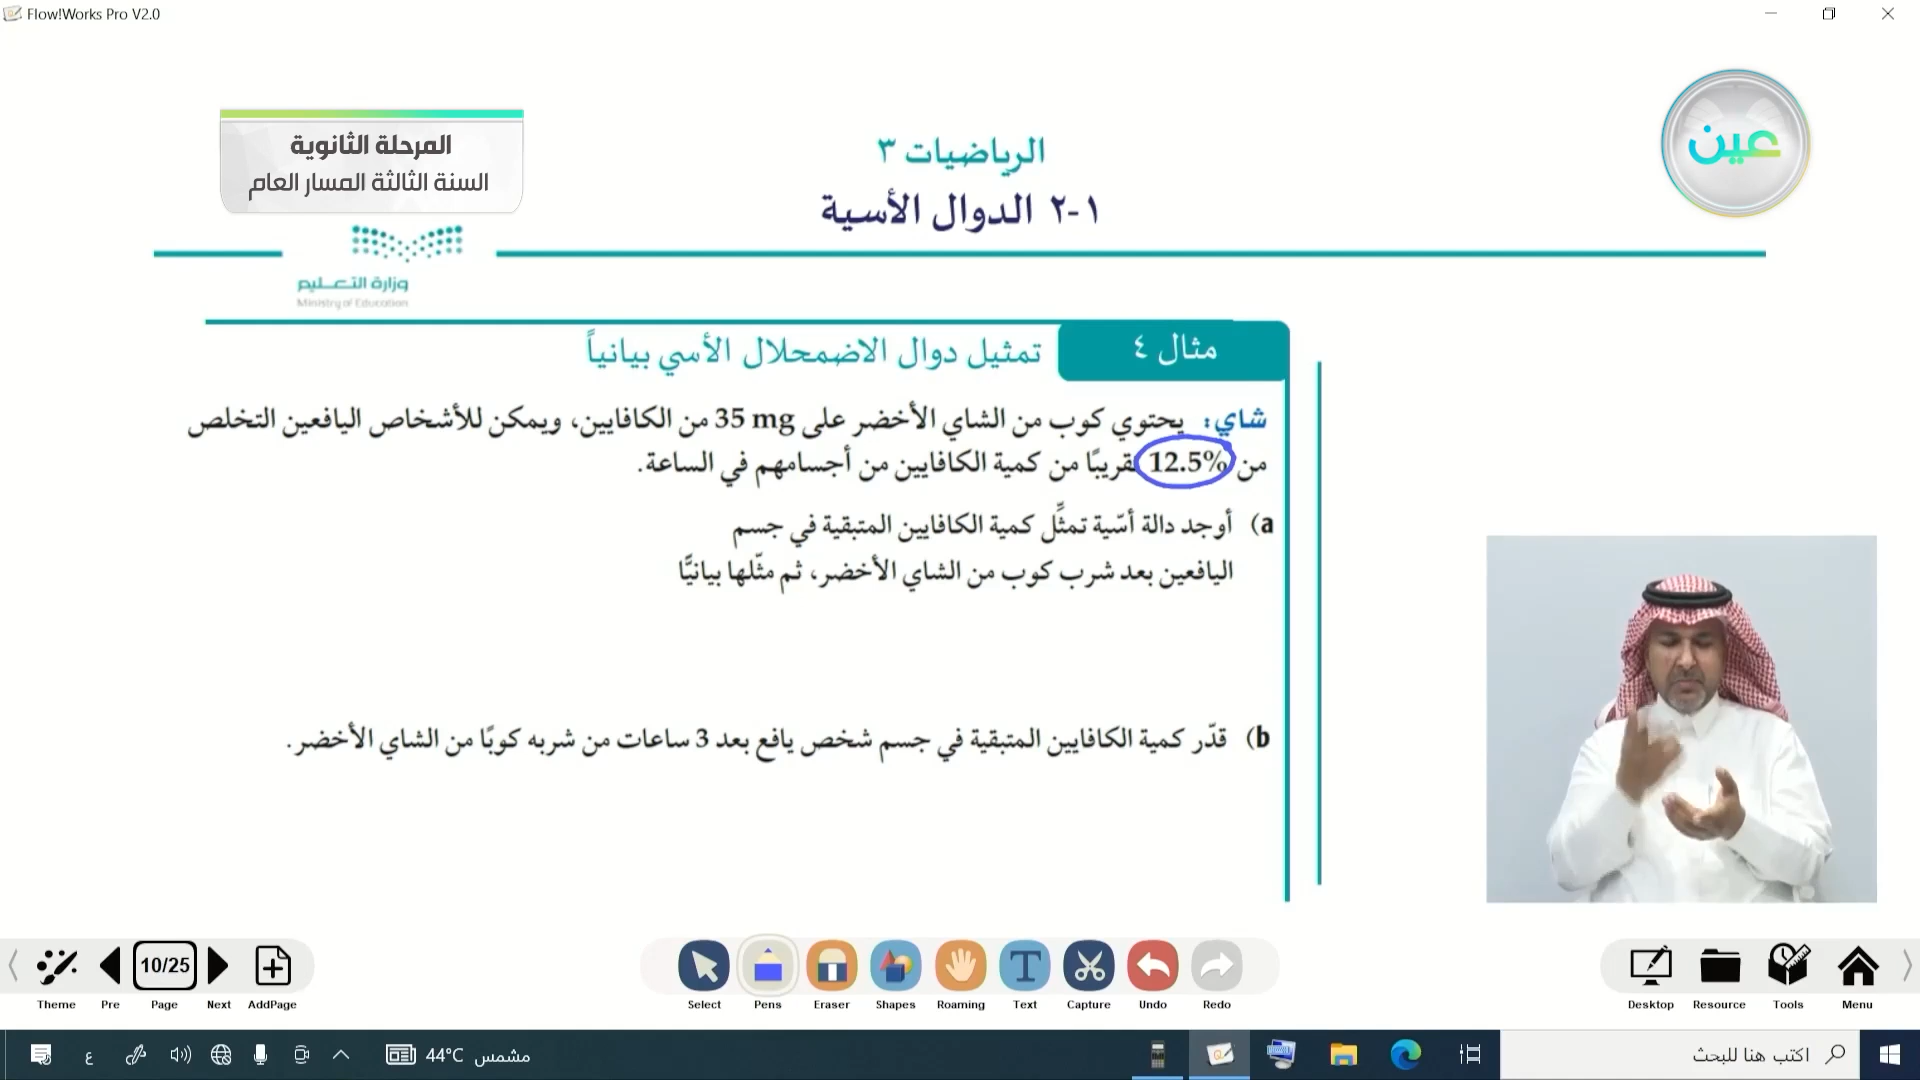 Flow!Works Pro V2.0
المرحلة الثانوية
السنة الثالثة المسار العام
الرياضيات ٣
٢-١ الدوال الأسية
عين
وزارة التعليم
Ministry of Education
مثال ٤
تمثيل دوال الاضمحلال الأسي بيانياً
شاي: يحتوي كوب من الشاي الأخضر على 35 mg من الكافايين، ويمكن للأشخاص اليافعين التخلص
من 12.5% تقريبًا من كمية الكافايين من أجسامهم في الساعة.
a) أوجد دالة أسّية تمثِّل كمية الكافايين المتبقية في جسم
اليافعين بعد شرب كوب من الشاي الأخضر، ثم مثّلها بيانيًّا
b) قدّر كمية الكافايين المتبقية في جسم شخص يافع بعد 3 ساعات من شربه كوبًا من الشاي الأخضر.
10/25
Theme Pre Page Next AddPage
Select Pens Eraser Shapes Roaming Text Capture Undo Redo
Desktop Resource Tools Menu
ع
44°C مشمس
اكتب هنا للبحث